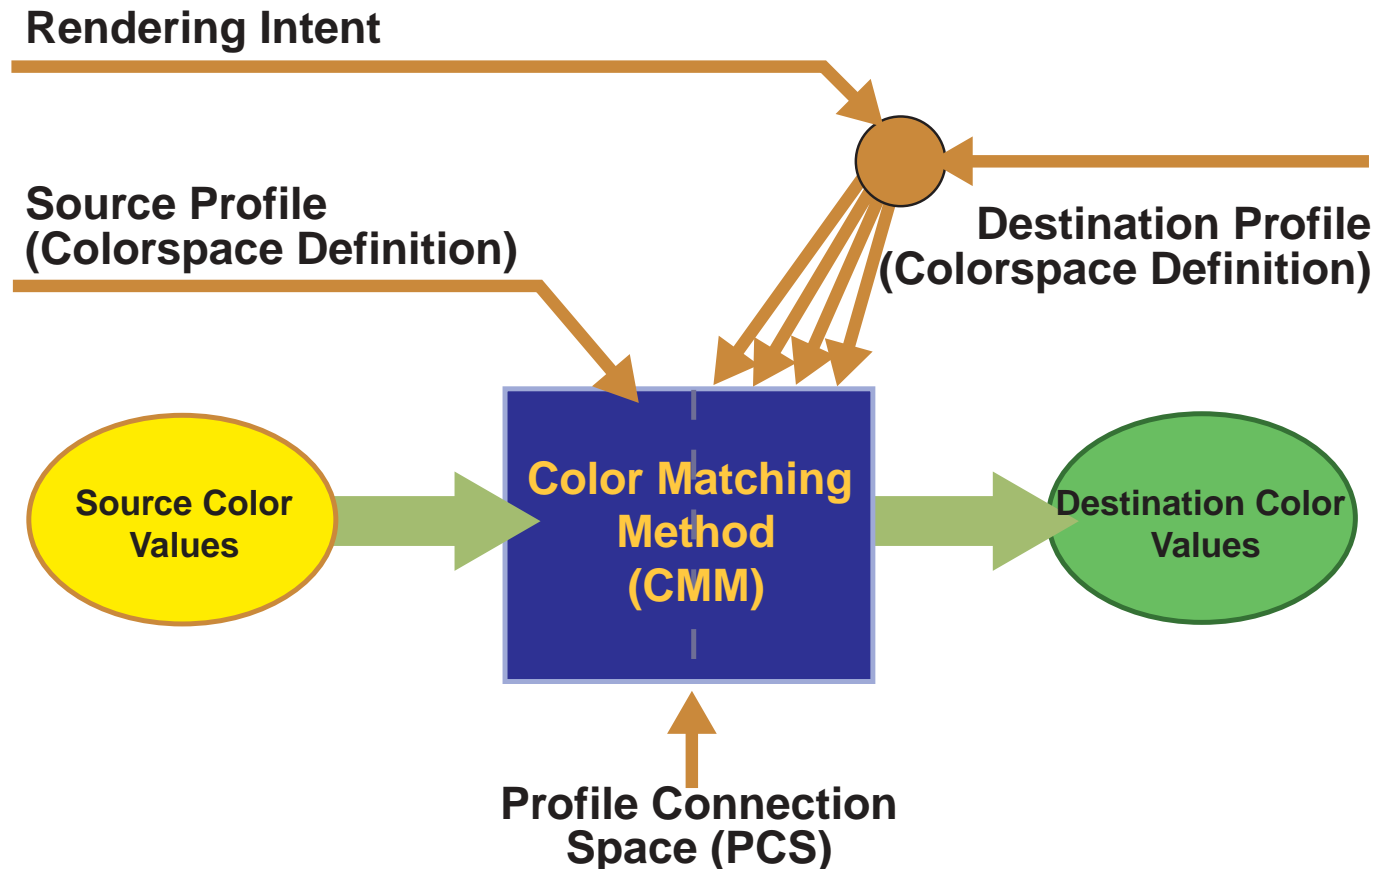 Rendering Intent
Source Profile
(Colorspace Definition)
Destination Profile
(Colorspace Definition)
Source Color
Values
Color Matching
Method
(CMM)
Destination Color
Values
Profile Connection
Space (PCS)